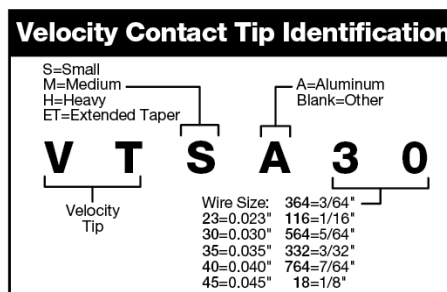 Velocity Contact Tip Identification
S=Small
M=Medium
H=Heavy
ET=Extended Taper
A=Aluminum
Blank=Other
V T S A 3 0
Velocity
Tip
Wire Size: 364=3/64"
23=0.023" 116=1/16"
30=0.030" 564=5/64"
35=0.035" 332=3/32"
40=0.040" 764=7/64"
45=0.045" 18=1/8"